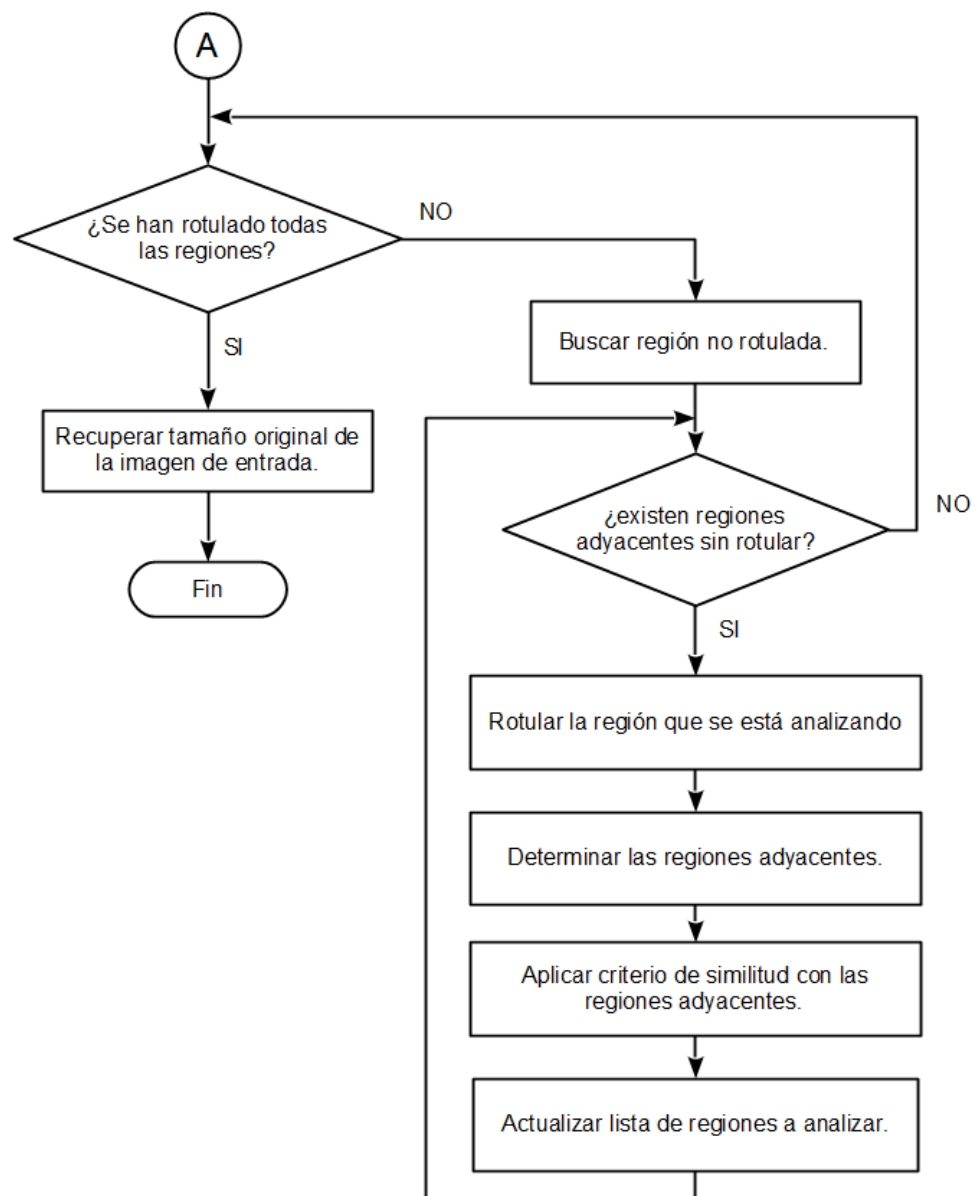 A
¿Se han rotulado todas
las regiones?
NO
SI
Buscar región no rotulada.
Recuperar tamaño original de
la imagen de entrada.
¿existen regiones
adyacentes sin rotular?
NO
Fin
SI
Rotular la región que se está analizando
Determinar las regiones adyacentes.
Aplicar criterio de similitud con las
regiones adyacentes.
Actualizar lista de regiones a analizar.